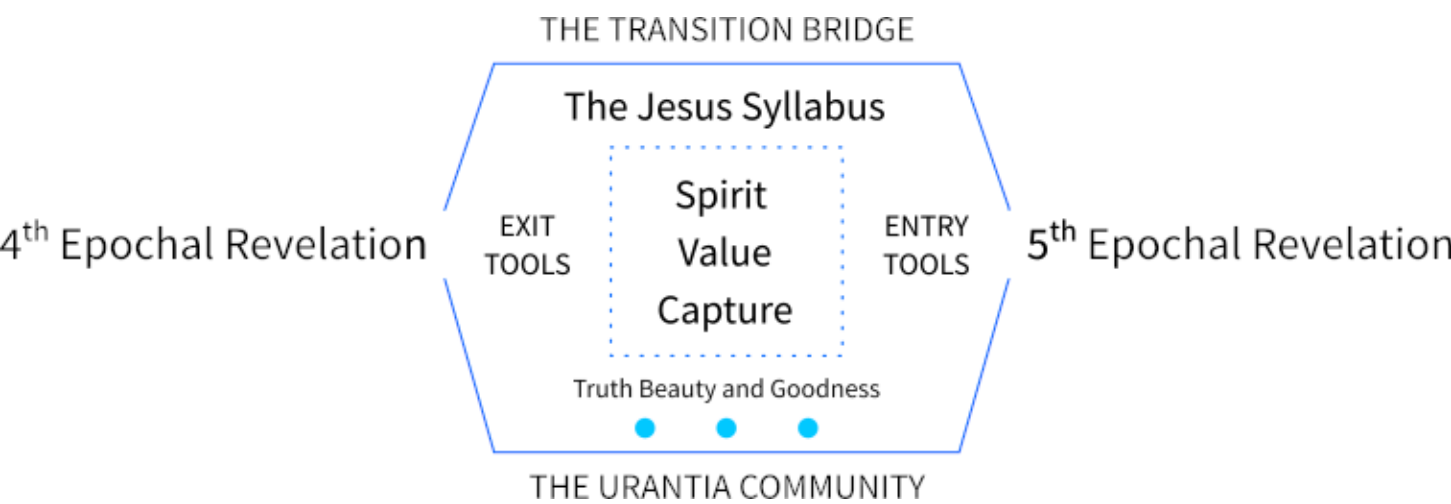 THE TRANSITION BRIDGE
The Jesus Syllabus
4th Epochal Revelation
EXIT
TOOLS
Spirit
Value
Capture
ENTRY
TOOLS
5th Epochal Revelation
Truth Beauty and Goodness
THE URANTIA COMMUNITY